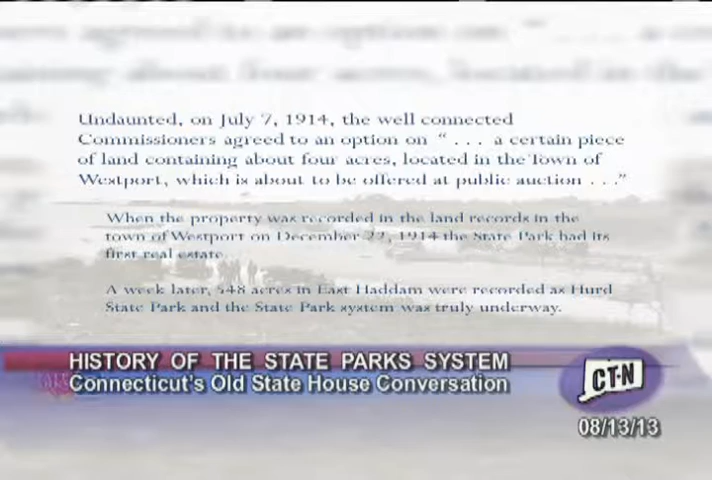 Undaunted, on July 7, 1914, the well connected
Commissioners agreed to an option on " . . . a certain piece
of land containing about four acres, located in the Town of
Westport, which is about to be offered at public auction . . ."
When the property was recorded in the land records in the
town of Westport on December 22, 1914 the State Park had its
first real estate
A week later, 548 acres in East Haddam were recorded as Hurd
State Park and the State Park system was truly underway.
HISTORY OF THE STATE PARKS SYSTEM
Connecticut's Old State House Conversation
CT-N
08/13/13